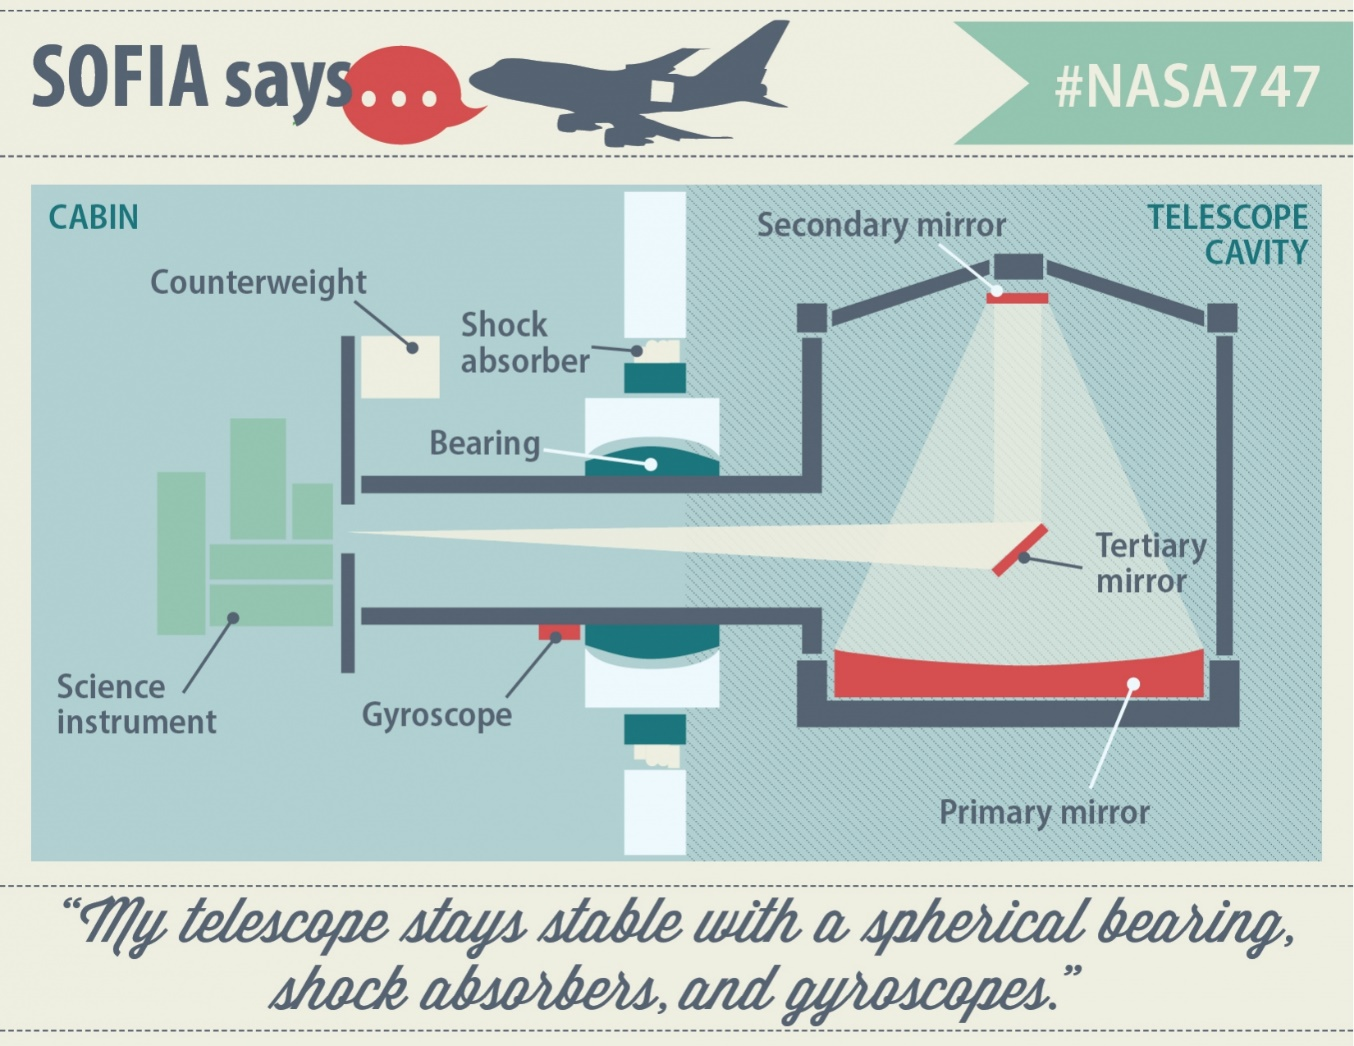 SOFIA says
#NASA747
CABIN
TELESCOPE
CAVITY
Secondary mirror
Counterweight
Shock
absorber
Bearing
Tertiary
mirror
Science
instrument
Gyroscope
Primary mirror
“My telescope stays stable with a spherical bearing,
shock absorbers, and gyroscopes.”